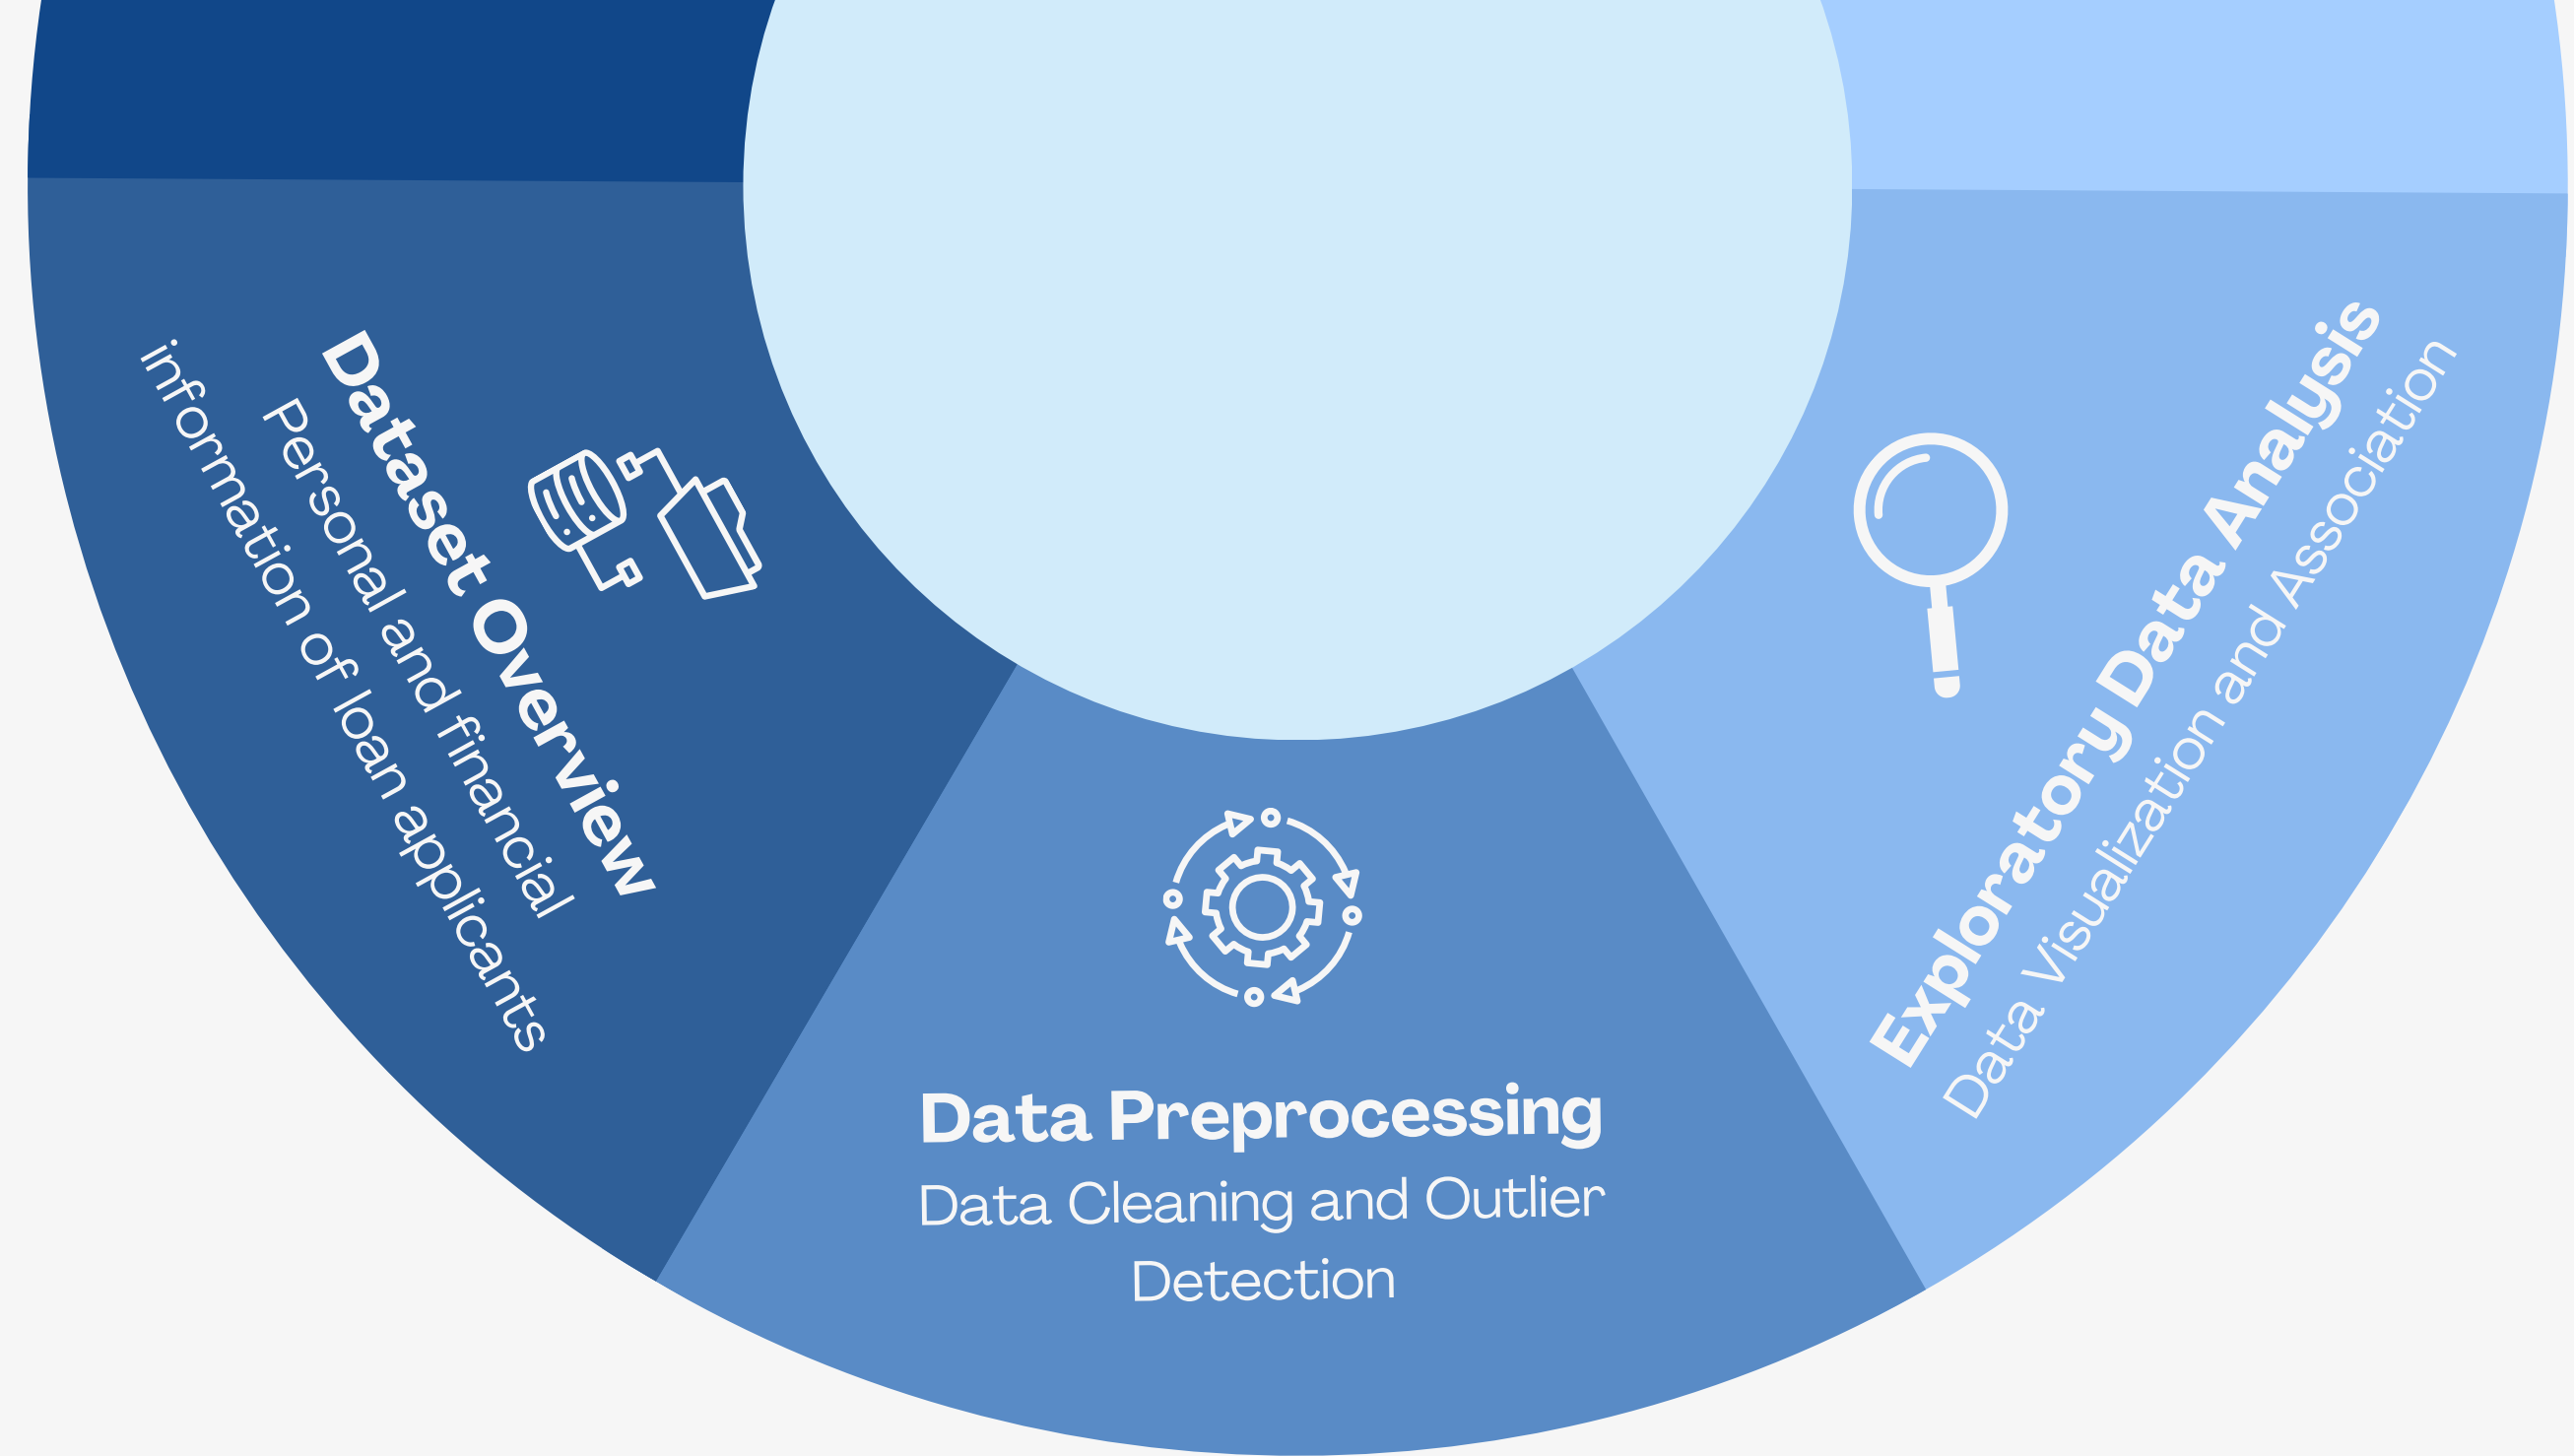 Dataset Overview
Personal and financial
information of loan applicants
Data Preprocessing
Data Cleaning and Outlier
Detection
Exploratory Data Analysis
Data Visualization and Association